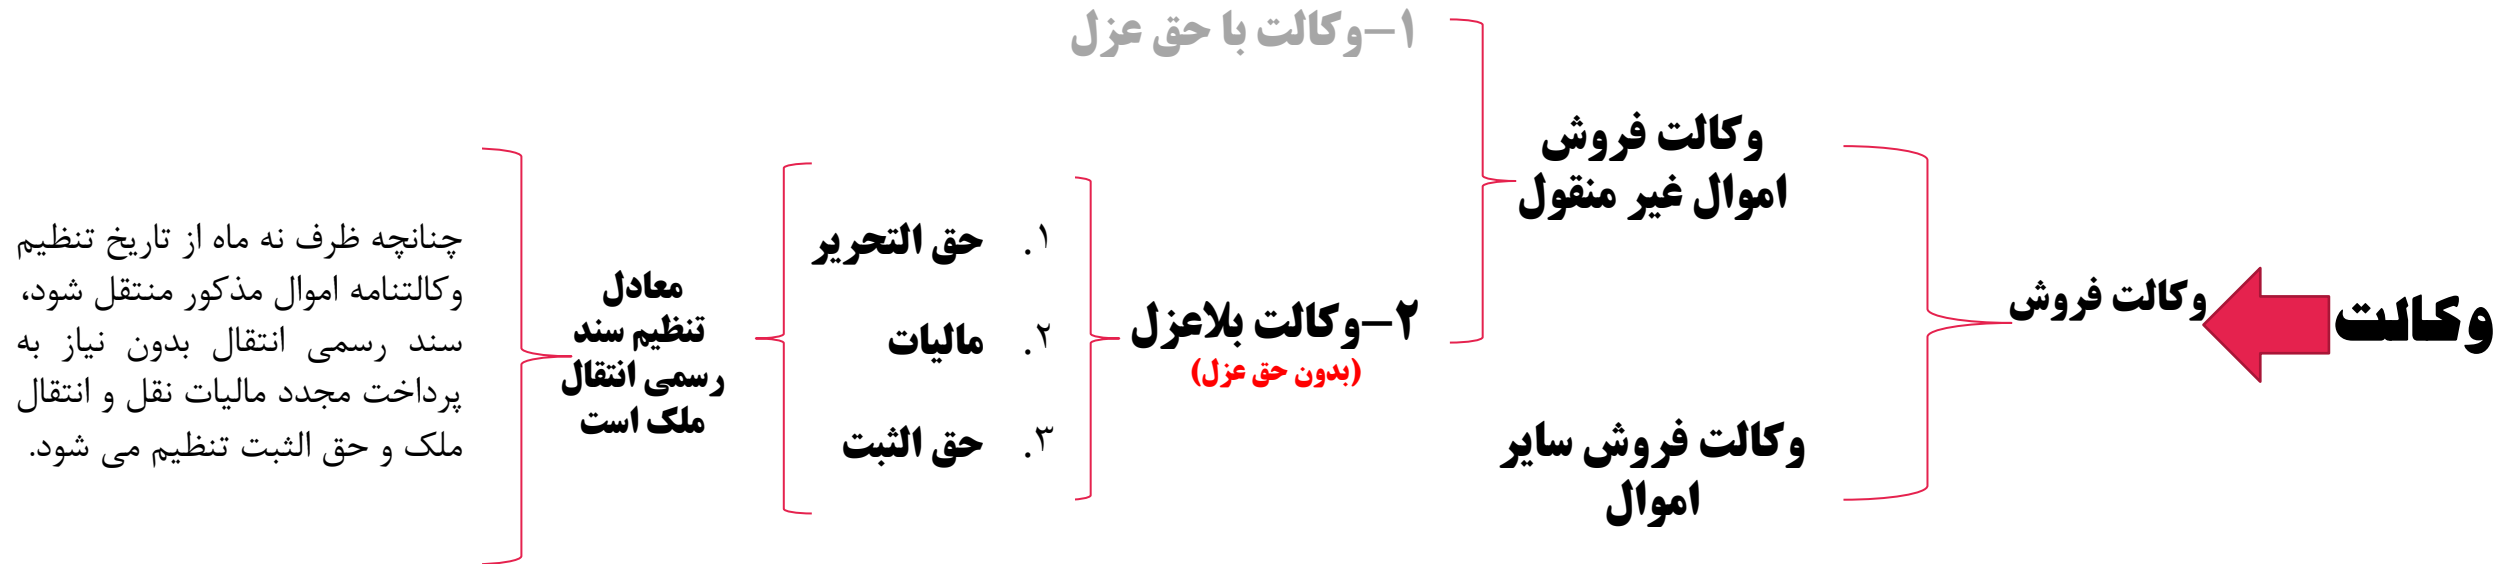 وکالت
وکالت فروش
وکالت فروش
اموال غیر منقول
وکالت فروش سایر
اموال
۱–وکالت با حق عزل
۲–وکالت بلاعزل
(بدون حق عزل)
۱. حق التحریر
۲. مالیات
۳. حق الثبت
معادل
تنظیم سند
رسمی انتقال
ملک است
چنانچه ظرف نه ماه از تاریخ تنظیم
وکالتنامه اموال مذکور منتقل نشود،
سند رسمی انتقال بدون نیاز به
پرداخت مجدد مالیات نقل و انتقال
ملک و حق الثبت تنظیم می شود.